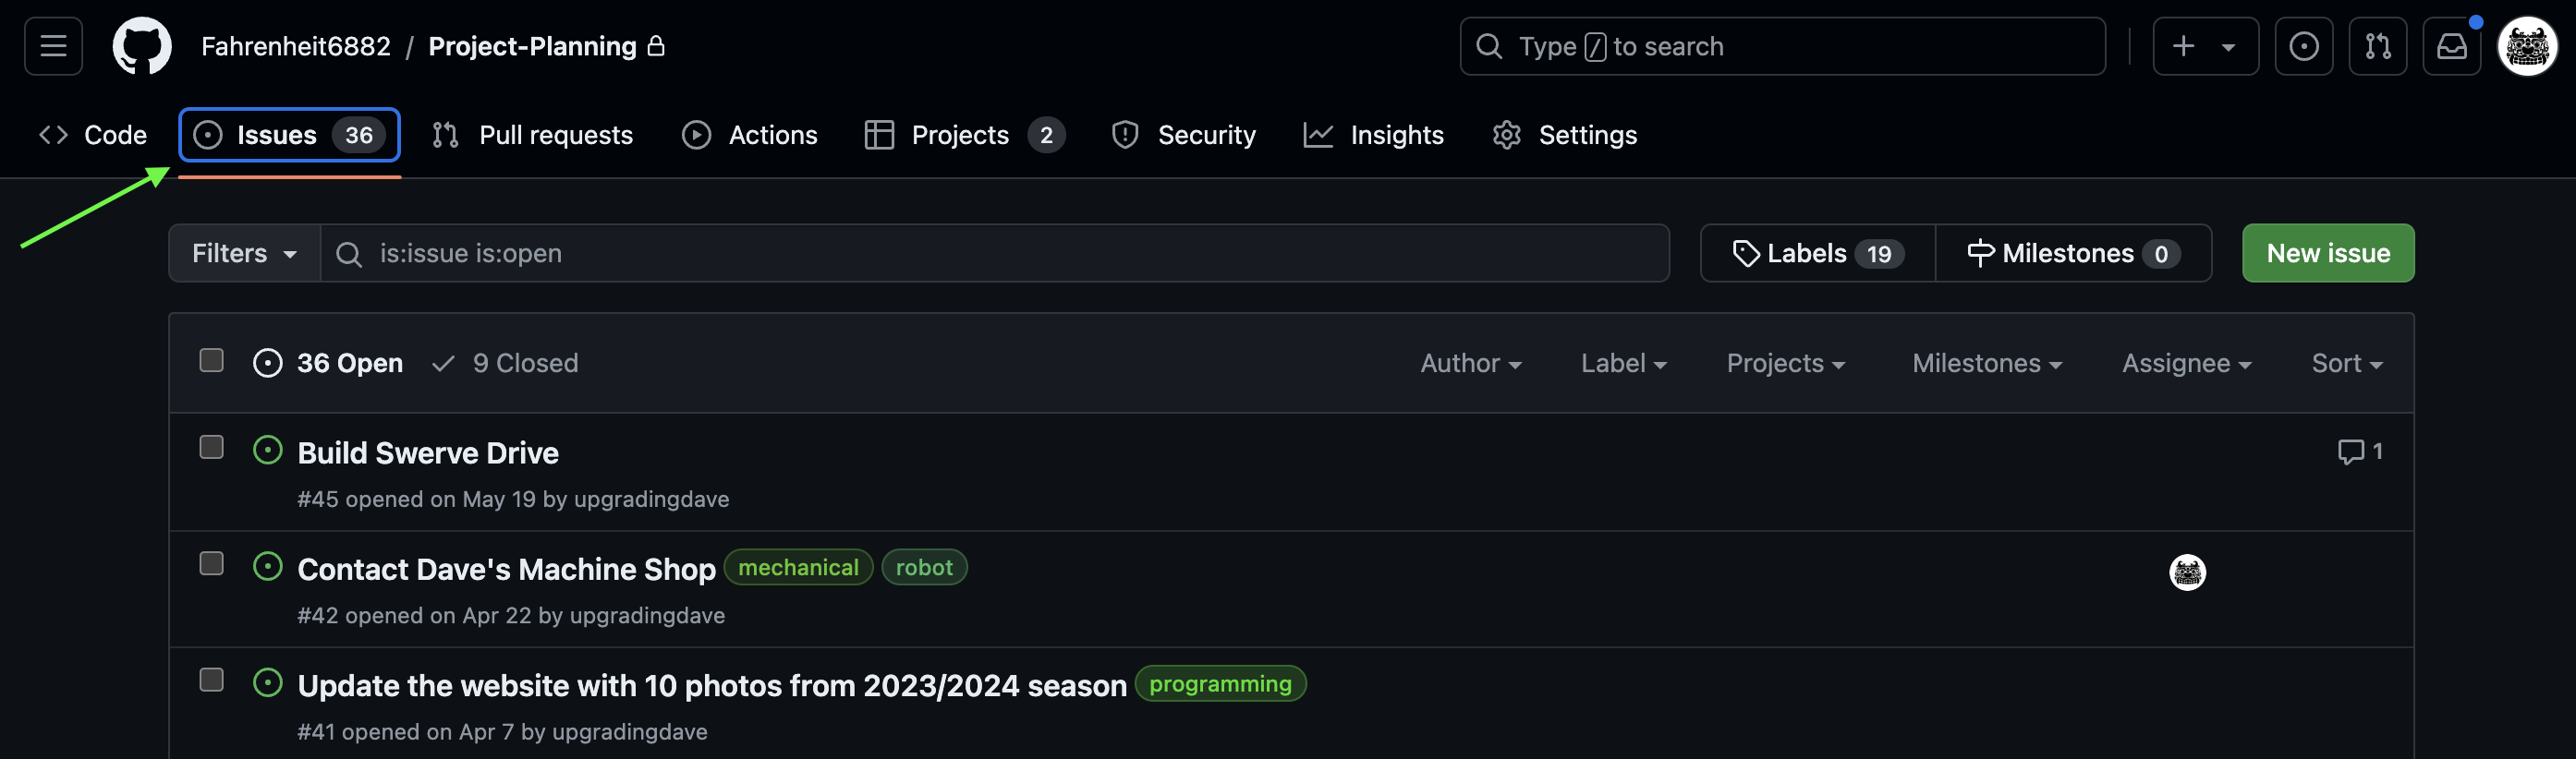 Fahrenheit6882 / Project-Planning
Type / to search
Code
Issues 36
Pull requests
Actions
Projects 2
Security
Insights
Settings
Filters
is:issue is:open
Labels 19
Milestones 0
New issue
36 Open
9 Closed
Author
Label
Projects
Milestones
Assignee
Sort
Build Swerve Drive
1
#45 opened on May 19 by upgradingdave
Contact Dave's Machine Shop mechanical robot
#42 opened on Apr 22 by upgradingdave
Update the website with 10 photos from 2023/2024 season programming
#41 opened on Apr 7 by upgradingdave